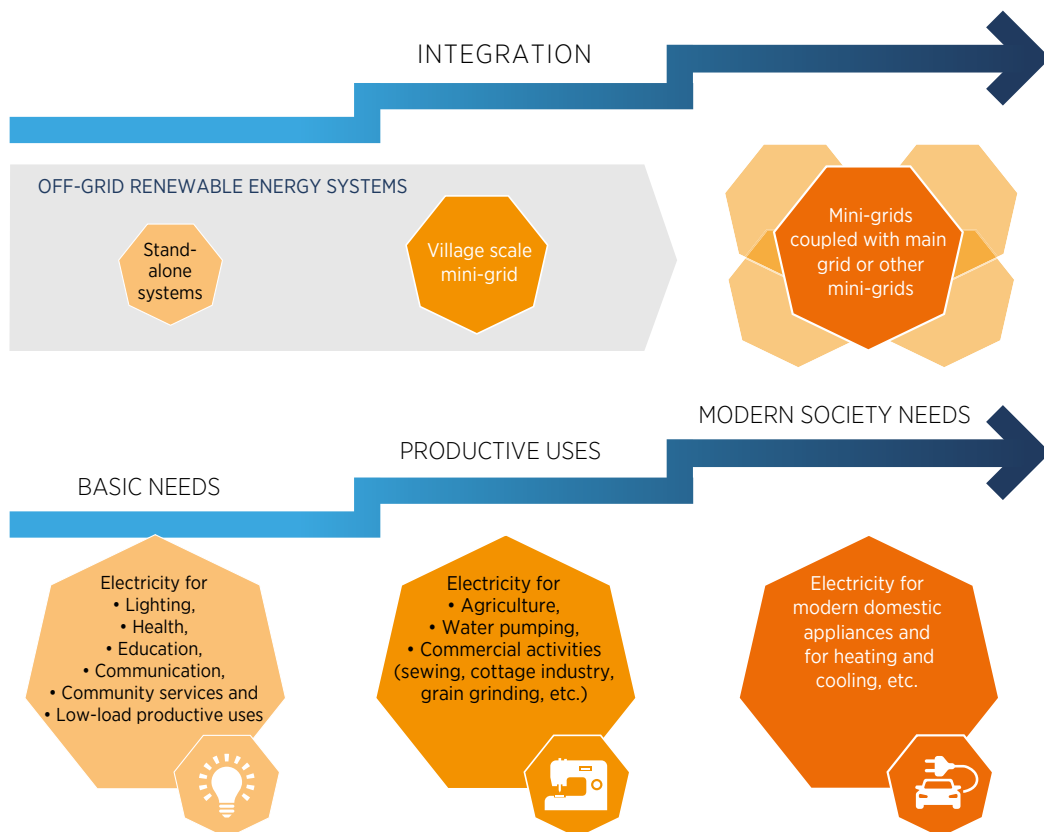 INTEGRATION
OFF-GRID RENEWABLE ENERGY SYSTEMS
Stand-
alone
systems
Village scale
mini-grid
Mini-grids
coupled with main
grid or other
mini-grids
BASIC NEEDS
PRODUCTIVE USES
MODERN SOCIETY NEEDS
Electricity for
• Lighting,
• Health,
• Education,
• Communication,
• Community services and
• Low-load productive uses
Electricity for
• Agriculture,
• Water pumping,
• Commercial activities
(sewing, cottage industry,
grain grinding, etc.)
Electricity for
modern domestic
appliances and
for heating and
cooling, etc.